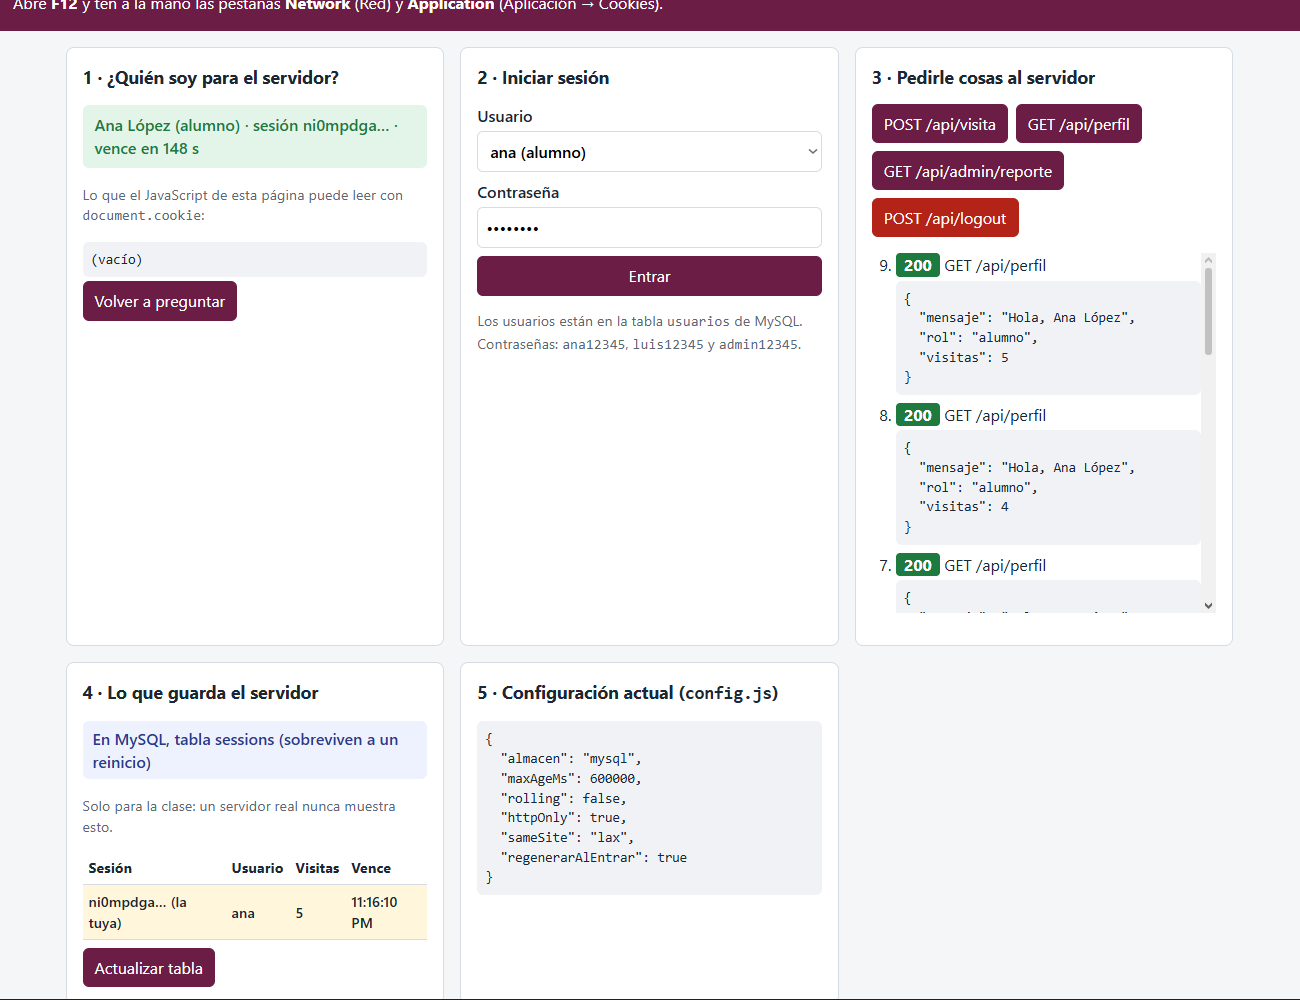 Abre F12 y ten a la mano las pestañas Network (Red) y Application (Aplicación → Cookies).
1 · ¿Quién soy para el servidor?
Ana López (alumno) · sesión ni0mpdga… ·
vence en 148 s
Lo que el JavaScript de esta página puede leer con
document.cookie:
(vacío)
Volver a preguntar
2 · Iniciar sesión
Usuario
ana (alumno)
Contraseña
••••••••
Entrar
Los usuarios están en la tabla usuarios de MySQL.
Contraseñas: ana12345, luis12345 y admin12345.
3 · Pedirle cosas al servidor
POST /api/visita
GET /api/perfil
GET /api/admin/reporte
POST /api/logout
9. 200 GET /api/perfil
{
"mensaje": "Hola, Ana López",
"rol": "alumno",
"visitas": 5
}
8. 200 GET /api/perfil
{
"mensaje": "Hola, Ana López",
"rol": "alumno",
"visitas": 4
}
7. 200 GET /api/perfil
{
4 · Lo que guarda el servidor
En MySQL, tabla sessions (sobreviven a un
reinicio)
Solo para la clase: un servidor real nunca muestra
esto.
Sesión Usuario Visitas Vence
ni0mpdga… (la
tuya) ana 5 11:16:10
PM
Actualizar tabla
5 · Configuración actual (config.js)
{
"almacen": "mysql",
"maxAgeMs": 600000,
"rolling": false,
"httpOnly": true,
"sameSite": "lax",
"regenerarAlEntrar": true
}